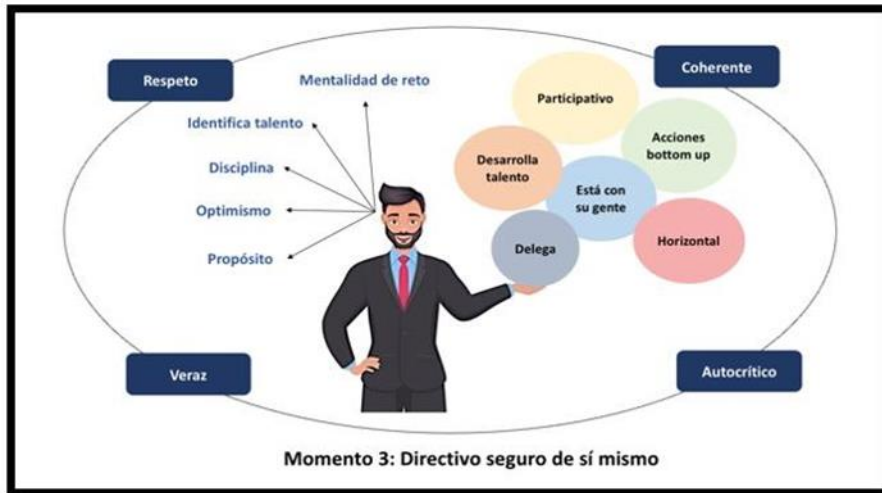 Respeto
Coherente
Mentalidad de reto
Identifica talento
Disciplina
Optimismo
Propósito
Participativo
Acciones
bottom up
Desarrolla
talento
Está con
su gente
Delega
Horizontal
Veraz
Autocrítico
Momento 3: Directivo seguro de sí mismo